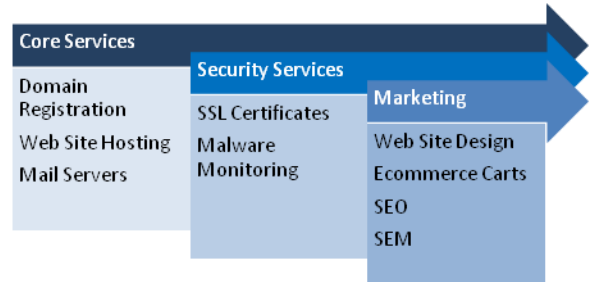 Core Services
Domain
Registration
Web Site Hosting
Mail Servers
Security Services
SSL Certificates
Malware
Monitoring
Marketing
Web Site Design
Ecommerce Carts
SEO
SEM